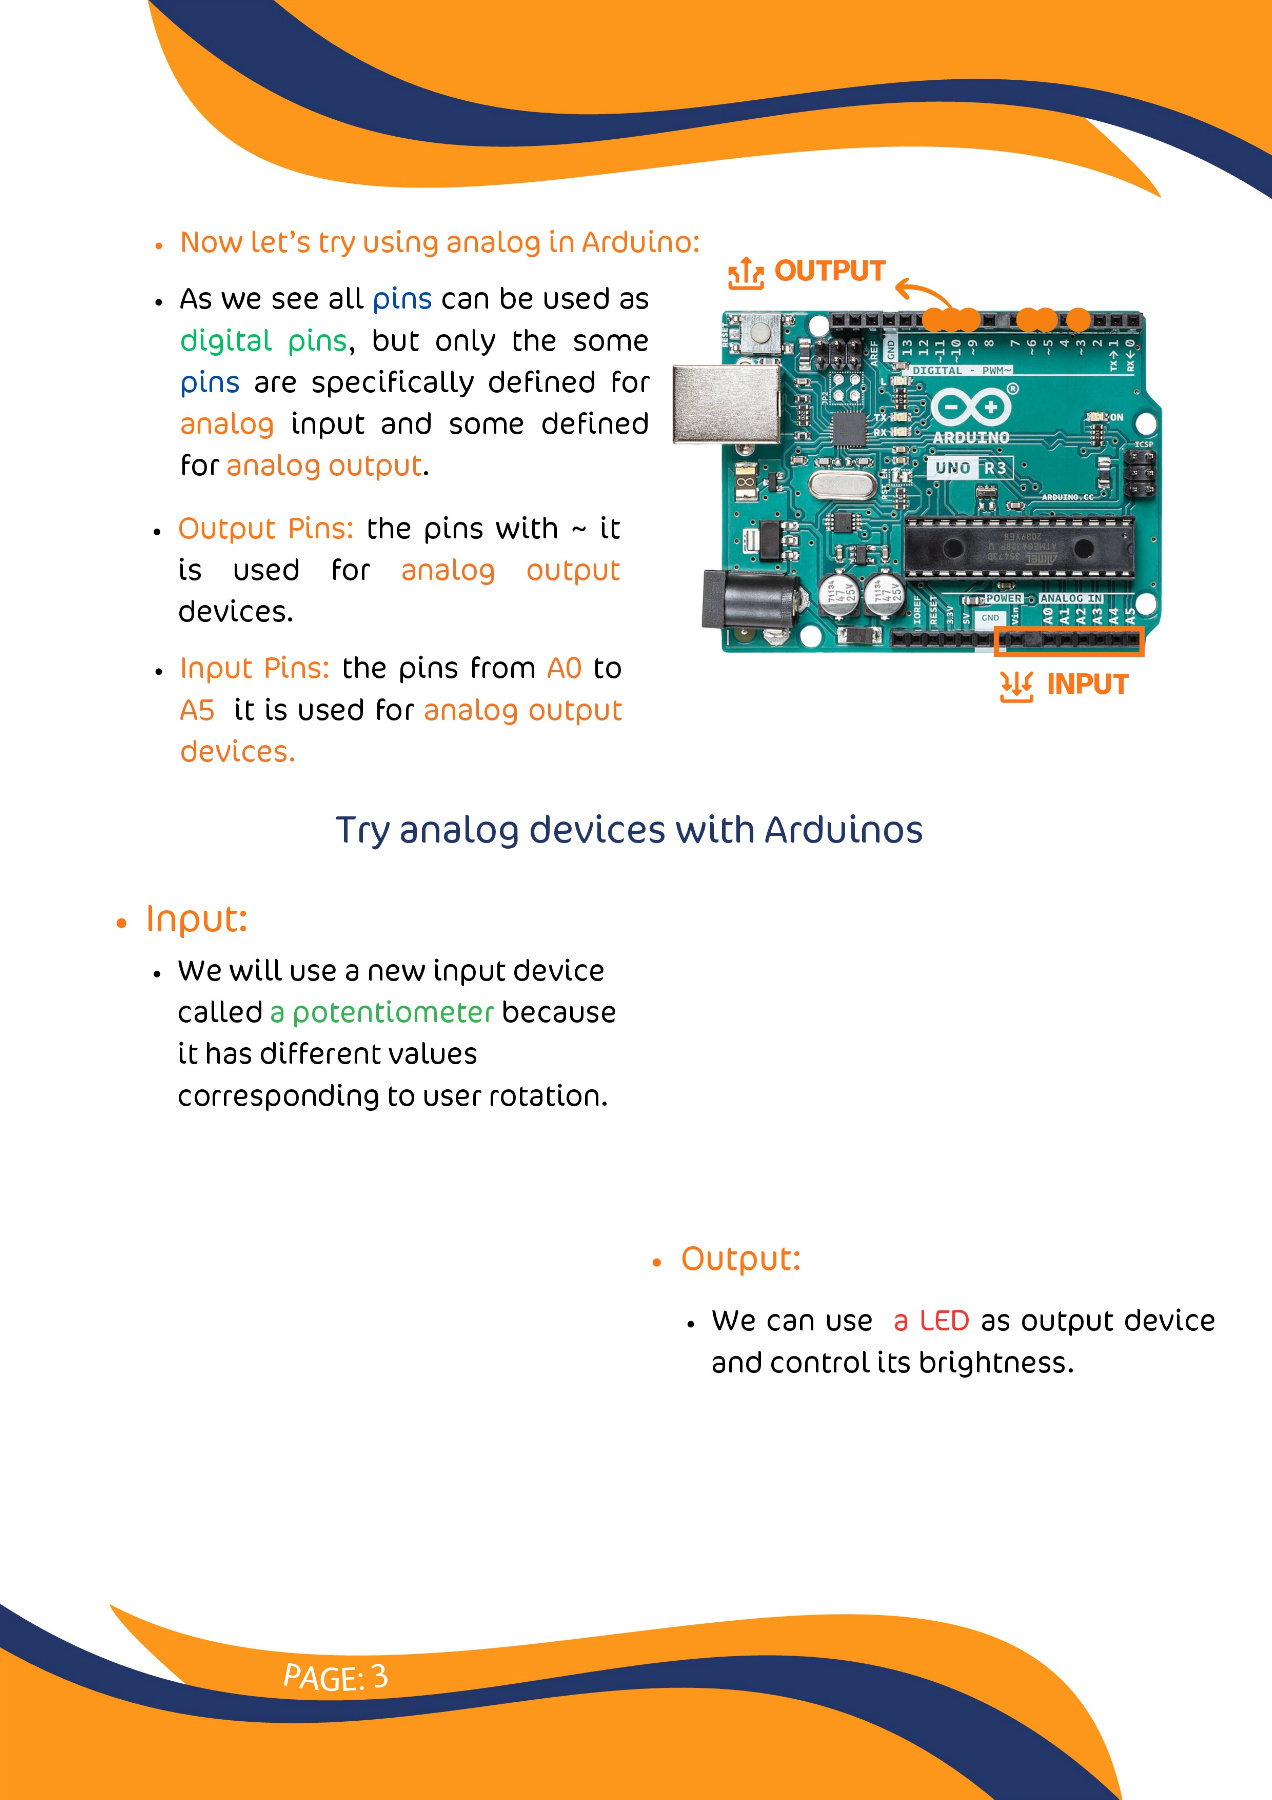 • Now let's try using analog in Arduino:
• As we see all pins can be used as
digital pins, but only the some
pins are specifically defined for
analog input and some defined
for analog output.
• Output Pins: the pins with ~ it
is used for analog output
devices.
• Input Pins: the pins from A0 to
A5 it is used for analog output
devices.
OUTPUT
RESET
AREF
GND
13
12
~11
~10
~9
8
7
~6
~5
4
~3
2
TX→1
RX←0
DIGITAL - PWM~
L
TX
RX
ARDUINO
®
UNO R3
ON
ICSP
ARDUINO.CC
71134
47
25V
71134
47
25V
POWER
ANALOG IN
IOREF
RESET
3.3V
5V
GND
Vin
A0
A1
A2
A3
A4
A5
INPUT
Try analog devices with Arduinos
• Input:
• We will use a new input device
called a potentiometer because
it has different values
corresponding to user rotation.
• Output:
• We can use a LED as output device
and control its brightness.
PAGE: 3